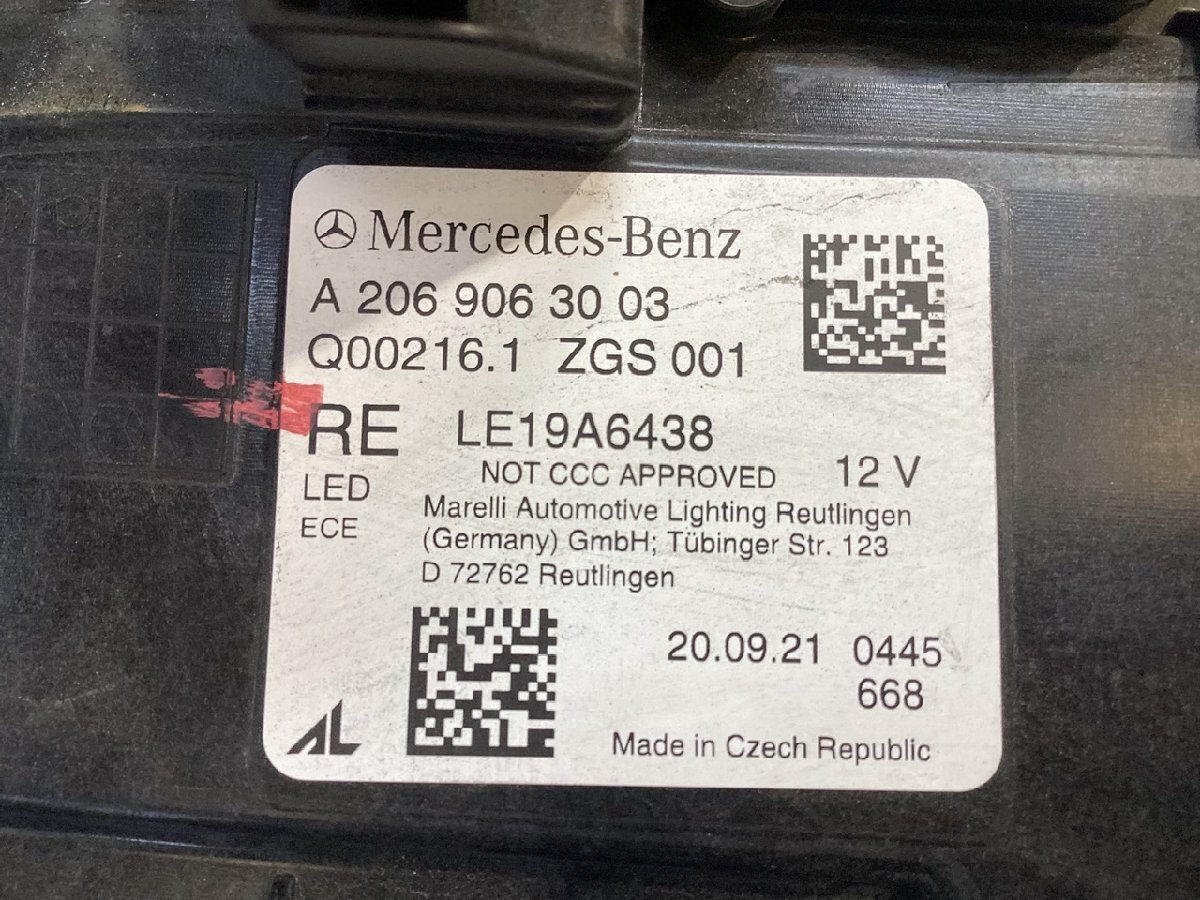 Mercedes-Benz
A 206 906 30 03
Q00216.1 ZGS 001
RE LE19A6438
NOT CCC APPROVED 12 V
LED
ECE
Marelli Automotive Lighting Reutlingen
(Germany) GmbH; Tübinger Str. 123
D 72762 Reutlingen
20.09.21 0445
668
AL
Made in Czech Republic